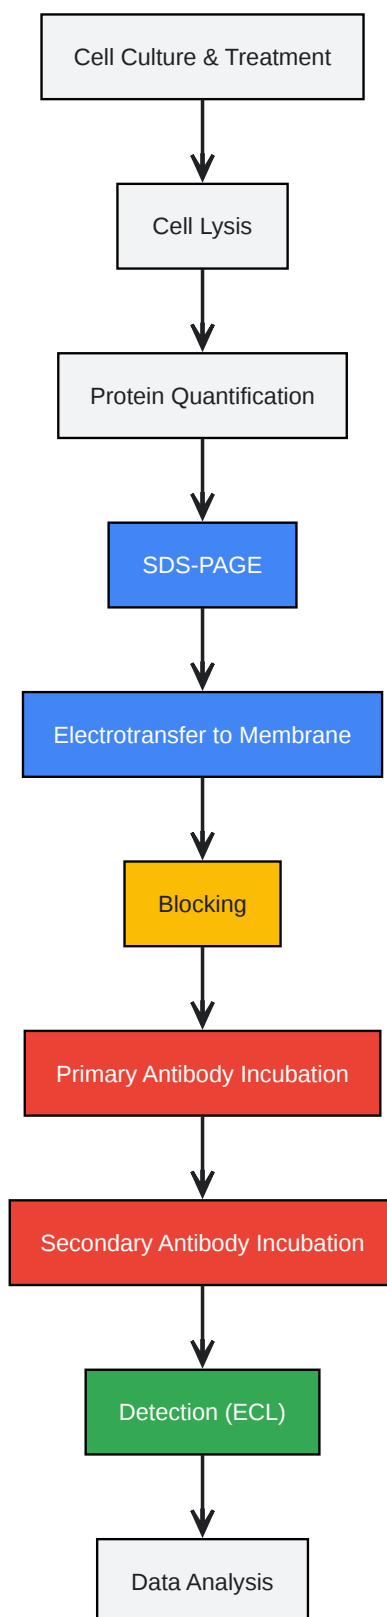 Cell Culture & Treatment
Cell Lysis
Protein Quantification
SDS-PAGE
Electrotransfer to Membrane
Blocking
Primary Antibody Incubation
Secondary Antibody Incubation
Detection (ECL)
Data Analysis